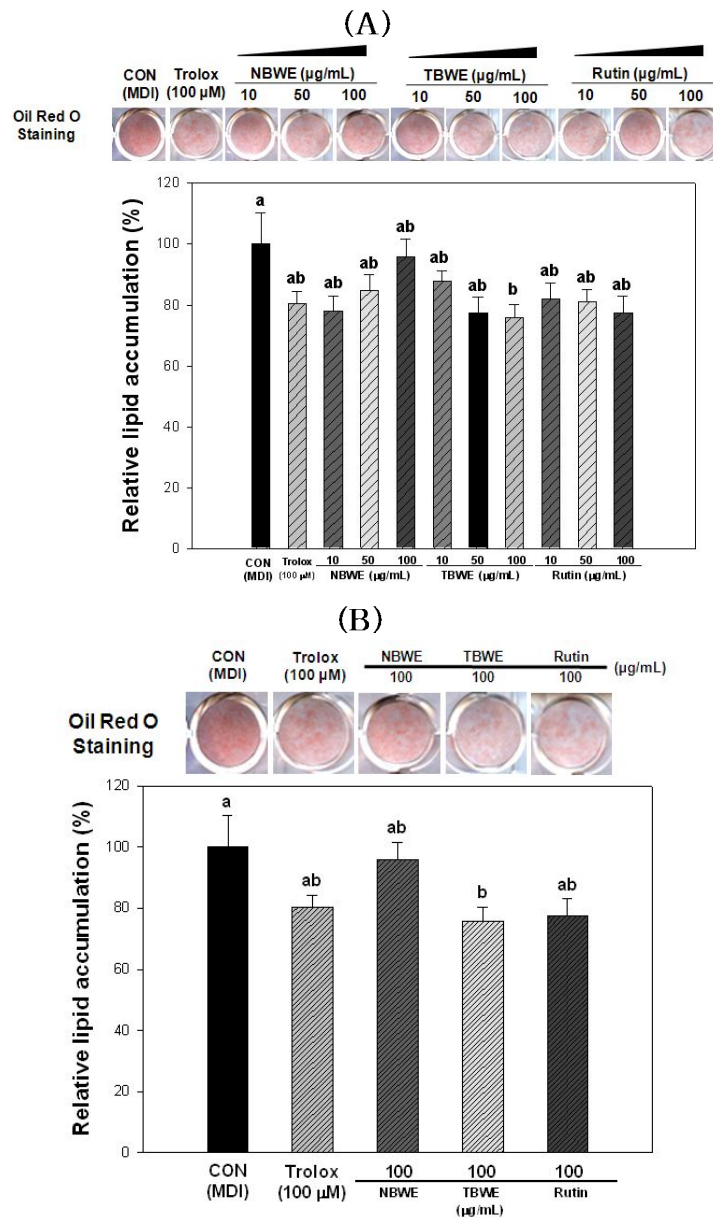 (A)
CON (MDI) Trolox (100 μM) NBWE (μg/mL) TBWE (μg/mL) Rutin (μg/mL)
10 50 100 10 50 100 10 50 100
Oil Red O Staining
Relative lipid accumulation (%)
120
100
80
60
40
20
0
a ab ab ab ab ab ab b ab ab ab
CON (MDI) Trolox (100 μM) 10 50 100 10 50 100 10 50 100
NBWE (μg/mL) TBWE (μg/mL) Rutin (μg/mL)
(B)
CON (MDI) Trolox (100 μM) NBWE TBWE Rutin
100 100 100 (μg/mL)
Oil Red O
Staining
Relative lipid accumulation (%)
120
100
80
60
40
20
0
a ab ab b ab
CON (MDI) Trolox (100 μM) 100 100 100
NBWE TBWE Rutin
(μg/mL)